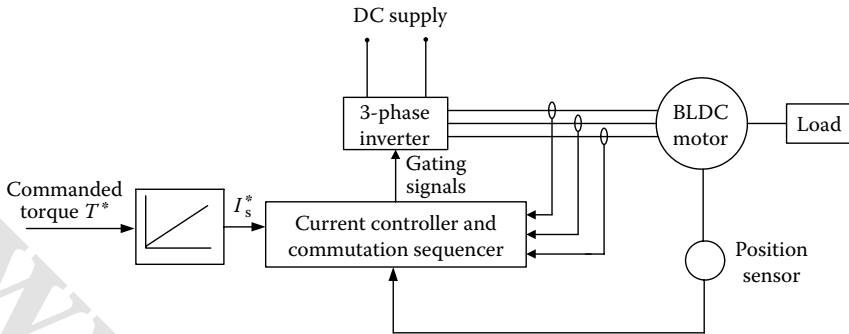 DC supply
3-phase
inverter
BLDC
motor
Load
Gating
signals
Commanded
torque T*
I*s
Current controller and
commutation sequencer
Position
sensor